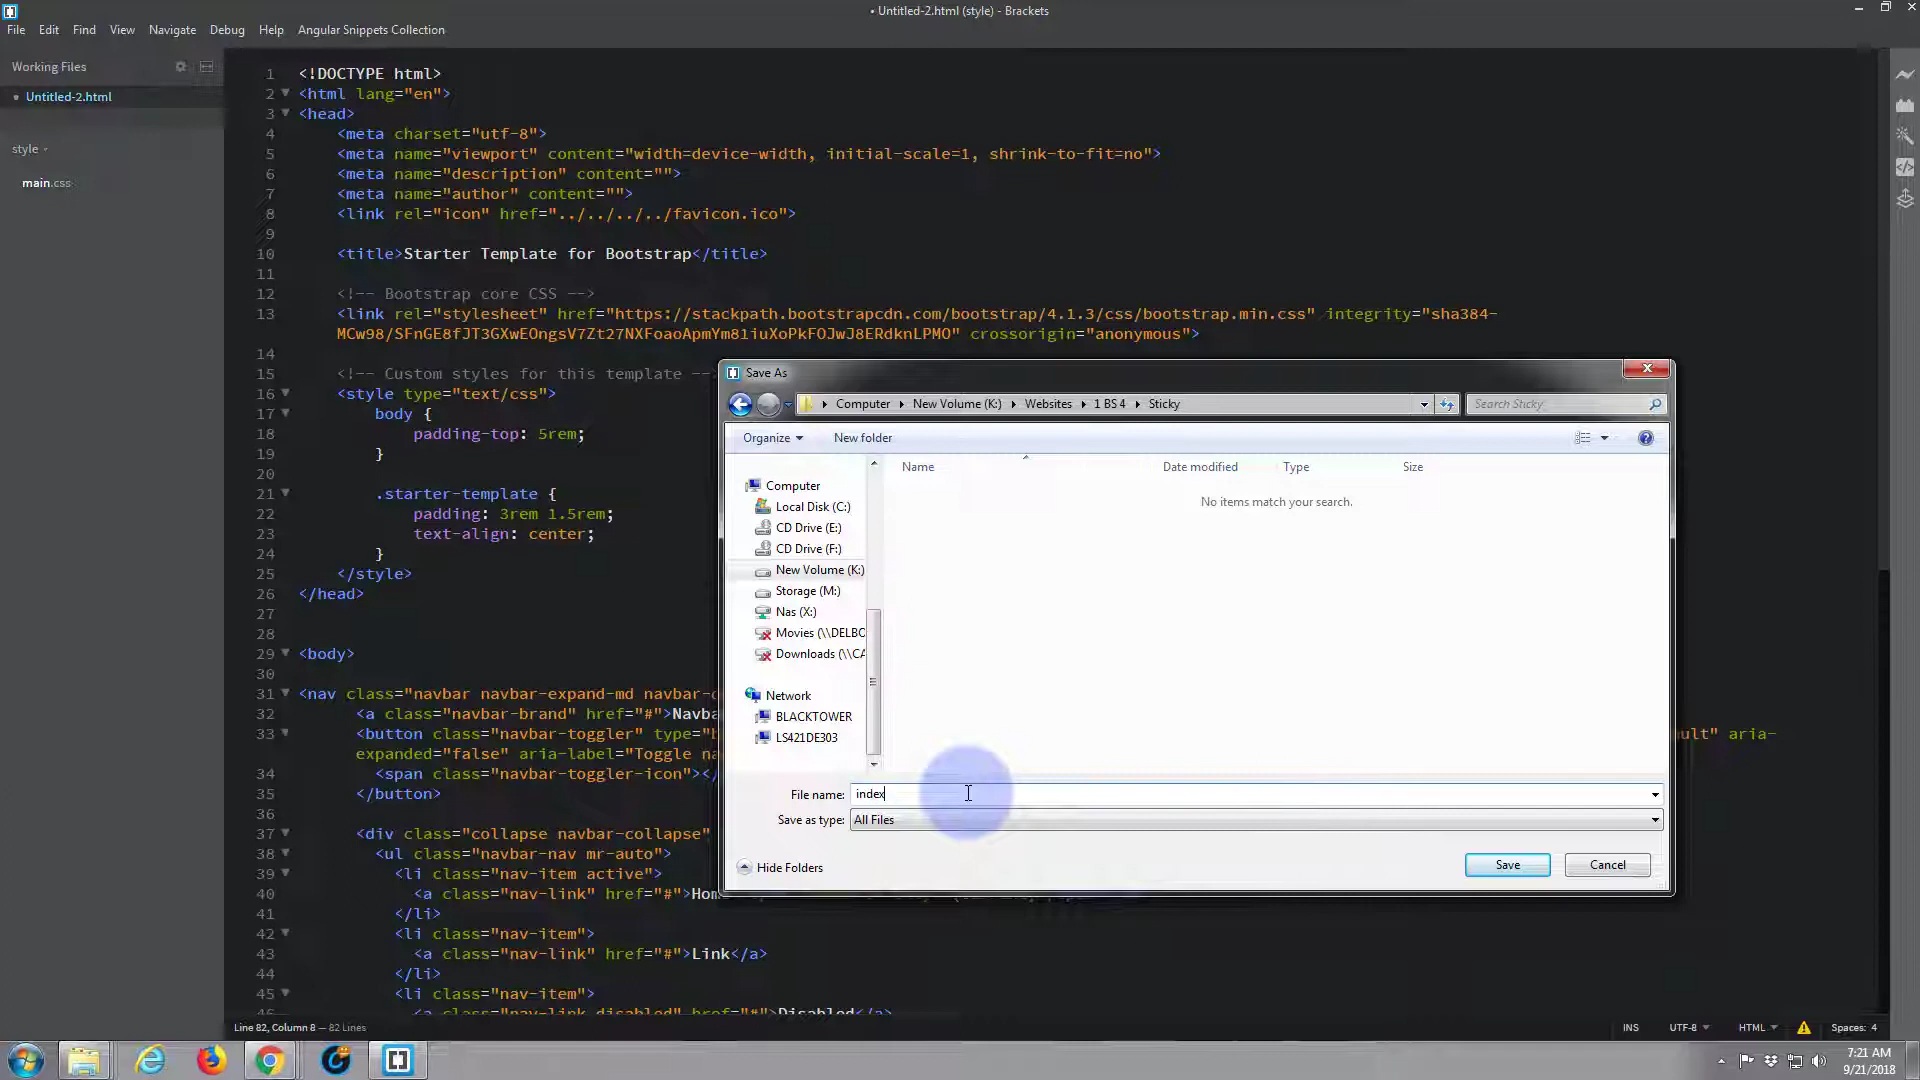 • Untitled-2.html (style) - Brackets
File Edit Find View Navigate Debug Help Angular Snippets Collection
Working Files
• Untitled-2.html
style
main.css
1 <!DOCTYPE html>
2 <html lang="en">
3 <head>
4 <meta charset="utf-8">
5 <meta name="viewport" content="width=device-width, initial-scale=1, shrink-to-fit=no">
6 <meta name="description" content="">
7 <meta name="author" content="">
8 <link rel="icon" href="../../../../favicon.ico">
9
10 <title>Starter Template for Bootstrap</title>
11
12 <!-- Bootstrap core CSS -->
13 <link rel="stylesheet" href="https://stackpath.bootstrapcdn.com/bootstrap/4.1.3/css/bootstrap.min.css" integrity="sha384-
MCw98/SFnGE8fJT3GXwEOngsV7Zt27NXFoaoApmYm81iuXoPkFOJwJ8ERdknLPMO" crossorigin="anonymous">
14
15 <!-- Custom styles for this template --
16 <style type="text/css">
17 body {
18 padding-top: 5rem;
19 }
20
21 .starter-template {
22 padding: 3rem 1.5rem;
23 text-align: center;
24 }
25 </style>
26 </head>
27
28
29 <body>
30
31 <nav class="navbar navbar-expand-md navbar-
32 <a class="navbar-brand" href="#">Navba
33 <button class="navbar-toggler" type= ault" aria-
expanded="false" aria-label="Toggle na
34 <span class="navbar-toggler-icon"></
35 </button>
36
37 <div class="collapse navbar-collapse"
38 <ul class="navbar-nav mr-auto">
39 <li class="nav-item active">
40 <a class="nav-link" href="#">Hom
41 </li>
42 <li class="nav-item">
43 <a class="nav-link" href="#">Link</a>
44 </li>
45 <li class="nav-item">
46 <a class="nav-link disabled" href="#">Disabled</a>
Save As
Computer New Volume (K:) Websites 1 BS 4 Sticky
Search Sticky
Organize New folder
Name Date modified Type Size
No items match your search.
Computer
Local Disk (C:)
CD Drive (E:)
CD Drive (F:)
New Volume (K:)
Storage (M:)
Nas (X:)
Movies (\\DELBO
Downloads (\\CA
Network
BLACKTOWER
LS421DE303
File name: index
Save as type: All Files
Hide Folders
Save Cancel
Line 82, Column 8 — 82 Lines
INS UTF-8 HTML Spaces: 4
7:21 AM
9/21/2018